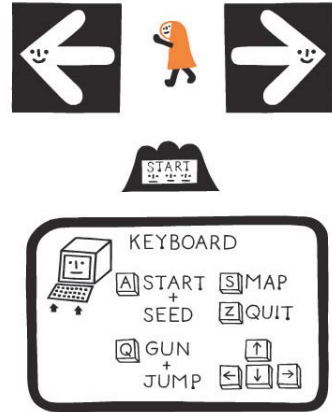 START
KEYBOARD
A START + SEED
S MAP
Z QUIT
Q GUN + JUMP
↑
← ↓ →